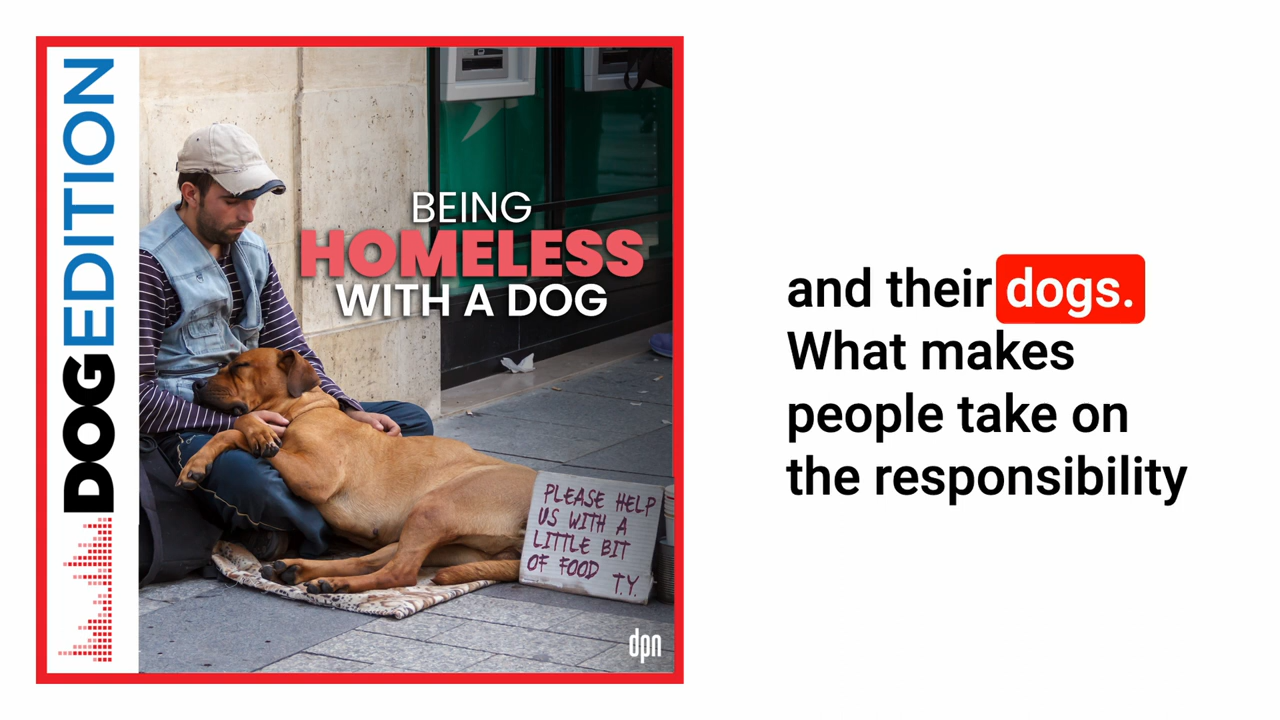 DOGEDITION
BEING
HOMELESS
WITH A DOG
PLEASE HELP
US WITH A
LITTLE BIT
OF FOOD
T.Y.
dpn
and their dogs.
What makes
people take on
the responsibility